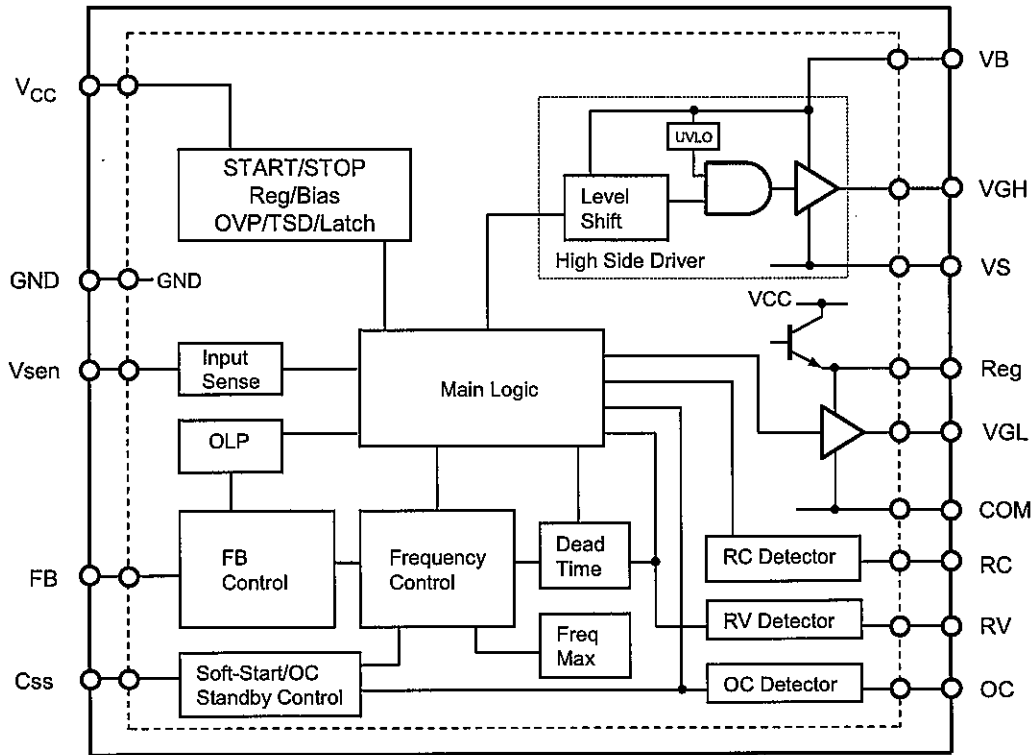 VCC
GND
Vsen
FB
Css
GND
START/STOP
Reg/Bias
OVP/TSD/Latch
Input
Sense
OLP
FB
Control
Soft-Start/OC
Standby Control
Main Logic
Frequency
Control
Dead
Time
Freq
Max
UVLO
Level
Shift
High Side Driver
VCC
RC Detector
RV Detector
OC Detector
VB
VGH
VS
Reg
VGL
COM
RC
RV
OC